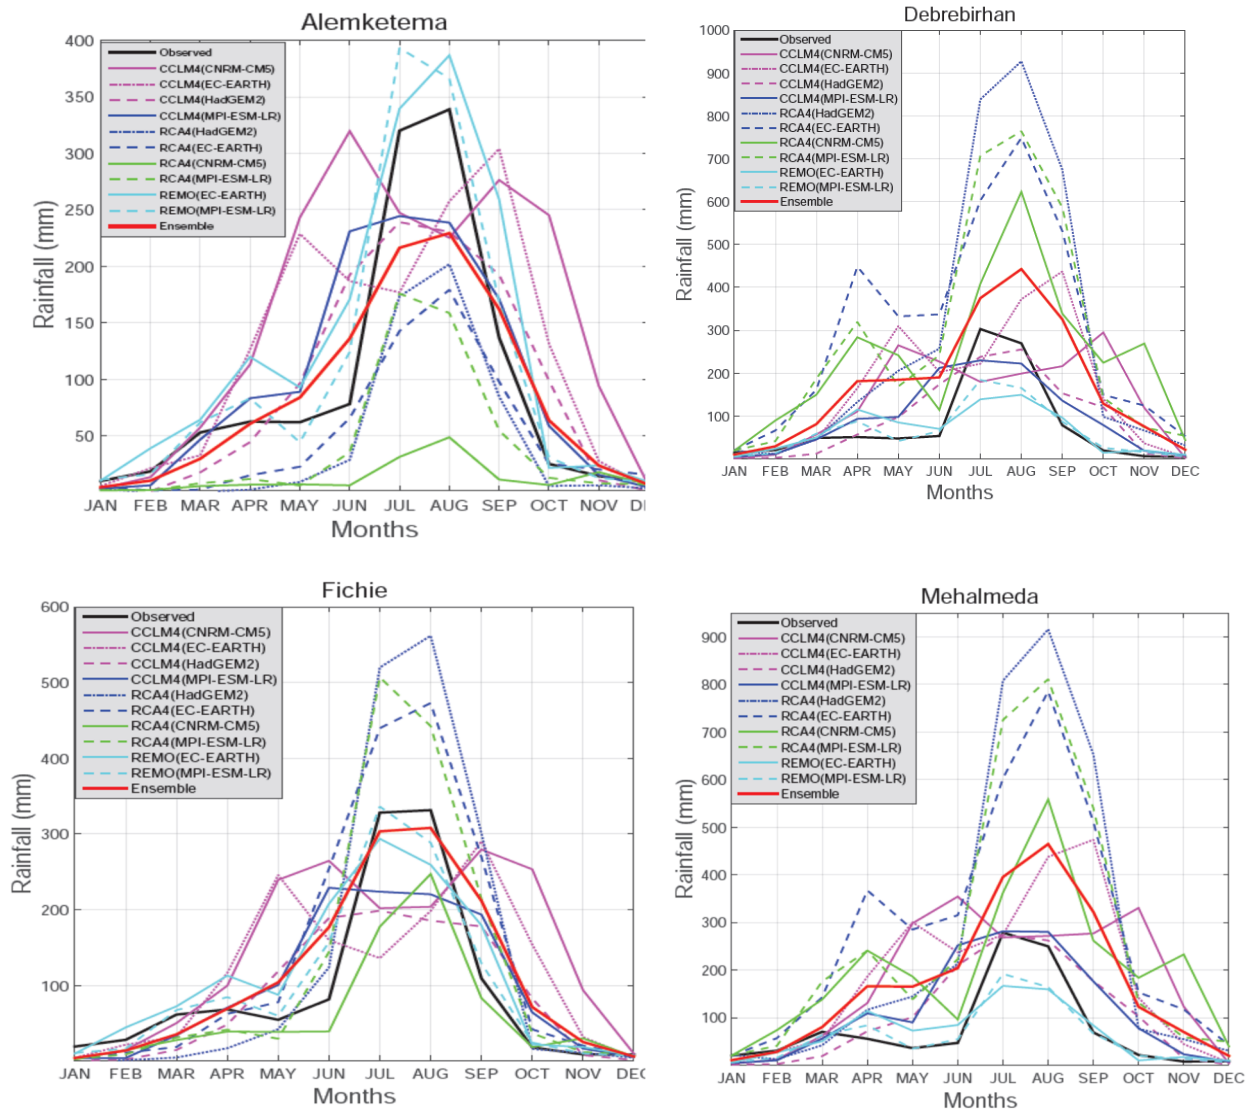 Alemketema
400
350
300
250
200
150
100
50
Rainfall (mm)
Observed
CCLM4(CNRM-CM5)
CCLM4(EC-EARTH)
CCLM4(HadGEM2)
CCLM4(MPI-ESM-LR)
RCA4(HadGEM2)
RCA4(EC-EARTH)
RCA4(CNRM-CM5)
RCA4(MPI-ESM-LR)
REMO(EC-EARTH)
REMO(MPI-ESM-LR)
Ensemble
JAN FEB MAR APR MAY JUN JUL AUG SEP OCT NOV DI
Months
Debrebirhan
1000
900
800
700
600
500
400
300
200
100
Rainfall (mm)
Observed
CCLM4(CNRM-CM5)
CCLM4(EC-EARTH)
CCLM4(HadGEM2)
CCLM4(MPI-ESM-LR)
RCA4(HadGEM2)
RCA4(EC-EARTH)
RCA4(CNRM-CM5)
RCA4(MPI-ESM-LR)
REMO(EC-EARTH)
REMO(MPI-ESM-LR)
Ensemble
JAN FEB MAR APR MAY JUN JUL AUG SEP OCT NOV DEC
Months
Fichie
600
500
400
300
200
100
Rainfall (mm)
Observed
CCLM4(CNRM-CM5)
CCLM4(EC-EARTH)
CCLM4(HadGEM2)
CCLM4(MPI-ESM-LR)
RCA4(HadGEM2)
RCA4(EC-EARTH)
RCA4(CNRM-CM5)
RCA4(MPI-ESM-LR)
REMO(EC-EARTH)
REMO(MPI-ESM-LR)
Ensemble
JAN FEB MAR APR MAY JUN JUL AUG SEP OCT NOV DEC
Months
Mehalmeda
900
800
700
600
500
400
300
200
100
Rainfall (mm)
Observed
CCLM4(CNRM-CM5)
CCLM4(EC-EARTH)
CCLM4(HadGEM2)
CCLM4(MPI-ESM-LR)
RCA4(HadGEM2)
RCA4(EC-EARTH)
RCA4(CNRM-CM5)
RCA4(MPI-ESM-LR)
REMO(EC-EARTH)
REMO(MPI-ESM-LR)
Ensemble
JAN FEB MAR APR MAY JUN JUL AUG SEP OCT NOV DEC
Months